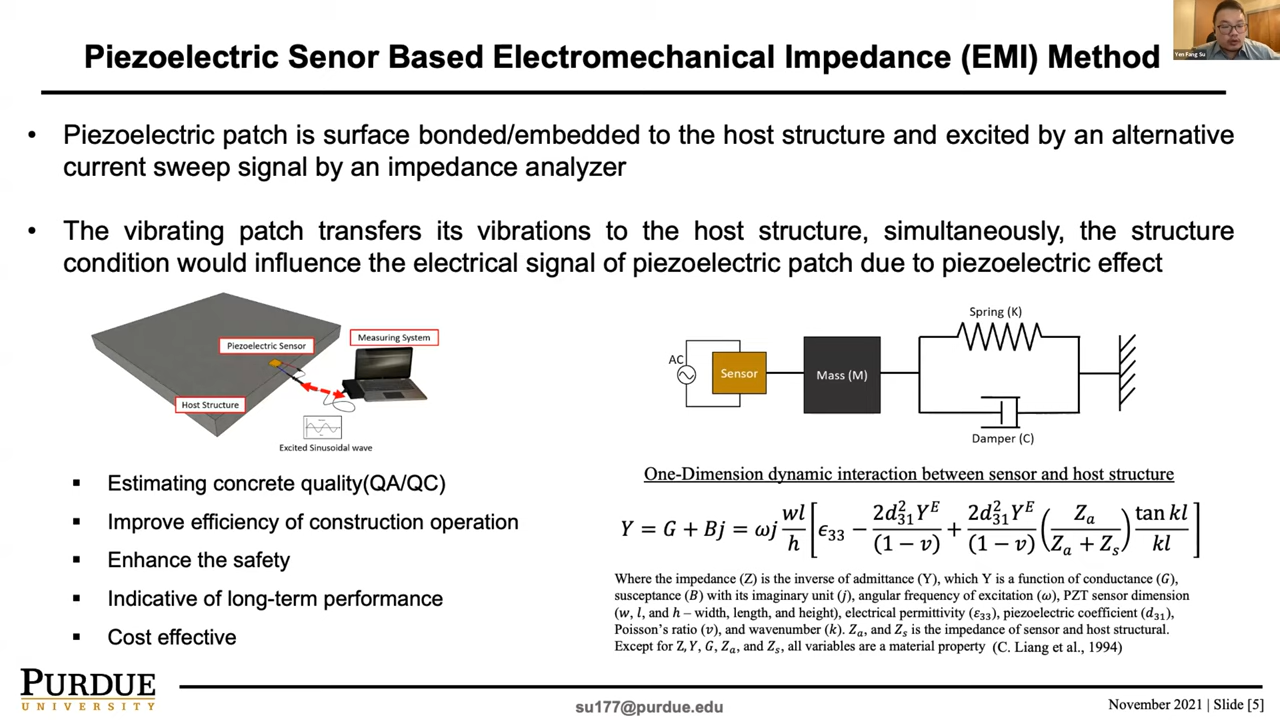 Piezoelectric Senor Based Electromechanical Impedance (EMI) Method
Yen Fang Su
• Piezoelectric patch is surface bonded/embedded to the host structure and excited by an alternative
current sweep signal by an impedance analyzer
• The vibrating patch transfers its vibrations to the host structure, simultaneously, the structure
condition would influence the electrical signal of piezoelectric patch due to piezoelectric effect
Piezoelectric Sensor
Measuring System
Host Structure
Excited Sinusoidal wave
▪ Estimating concrete quality(QA/QC)
▪ Improve efficiency of construction operation
▪ Enhance the safety
▪ Indicative of long-term performance
▪ Cost effective
Spring (K)
AC
Sensor
Mass (M)
Damper (C)
One-Dimension dynamic interaction between sensor and host structure
Y = G + Bj = ωj wl/h [ϵ33 − 2d²31Y^E/(1 − v) + 2d²31Y^E/(1 − v) (Za/(Za + Zs)) tan kl/kl]
Where the impedance (Z) is the inverse of admittance (Y), which Y is a function of conductance (G),
susceptance (B) with its imaginary unit (j), angular frequency of excitation (ω), PZT sensor dimension
(w, l, and h – width, length, and height), electrical permittivity (ε33), piezoelectric coefficient (d31),
Poisson's ratio (v), and wavenumber (k). Za, and Zs is the impedance of sensor and host structural.
Except for Z, Y, G, Za, and Zs, all variables are a material property (C. Liang et al., 1994)
PURDUE
UNIVERSITY
su177@purdue.edu
November 2021 | Slide [5]